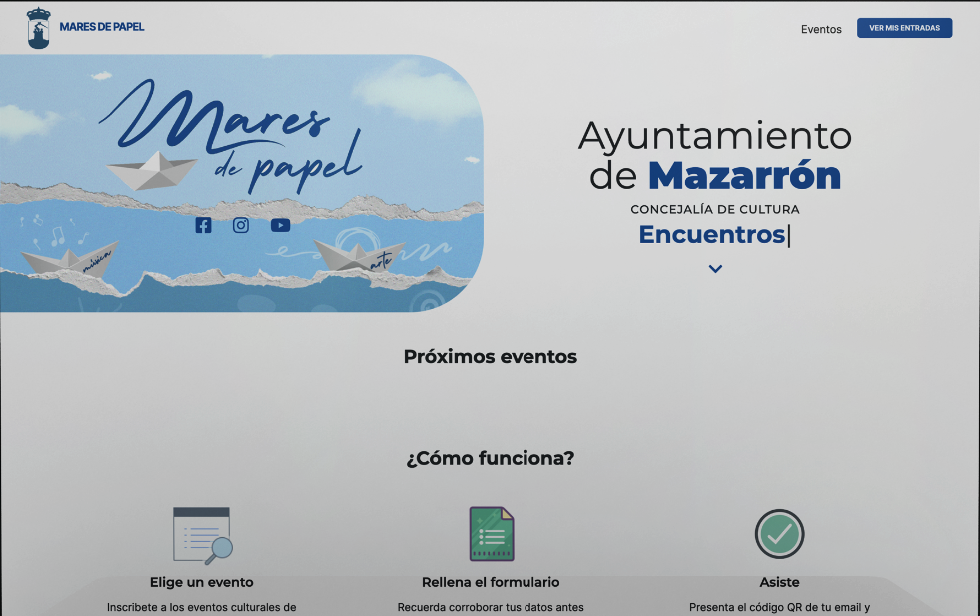 MARES DE PAPEL
Eventos
VER MIS ENTRADAS
Mares
de papel
música
arte
Ayuntamiento
de Mazarrón
CONCEJALÍA DE CULTURA
Encuentros|
Próximos eventos
¿Cómo funciona?
Elige un evento
Rellena el formulario
Asiste
Inscribete a los eventos culturales de
Recuerda corroborar tus datos antes
Presenta el código QR de tu email y